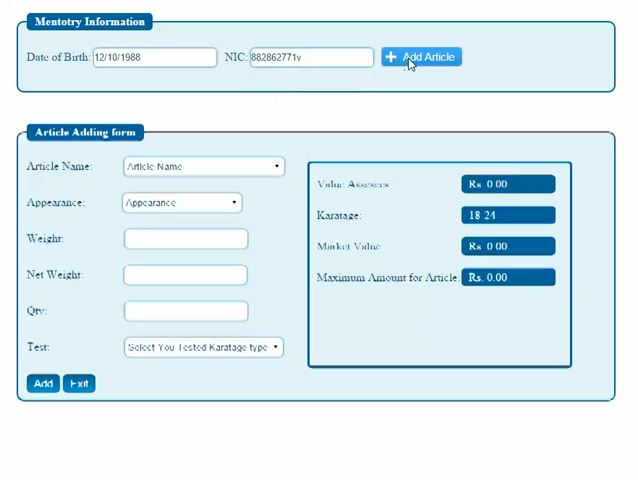 Mentotry Information
Date of Birth: 12/10/1988 NIC: 882862771v Add Article
Article Adding form
Article Name: Article Name
Appearance: Appearance
Weight:
Net Weight:
Qty:
Test: Select You Tested Karatage type
Add Exit
Value Assesses Rs. 0.00
Karatage: 18-24
Market Value Rs. 0.00
Maximum Amount for Article: Rs. 0.00